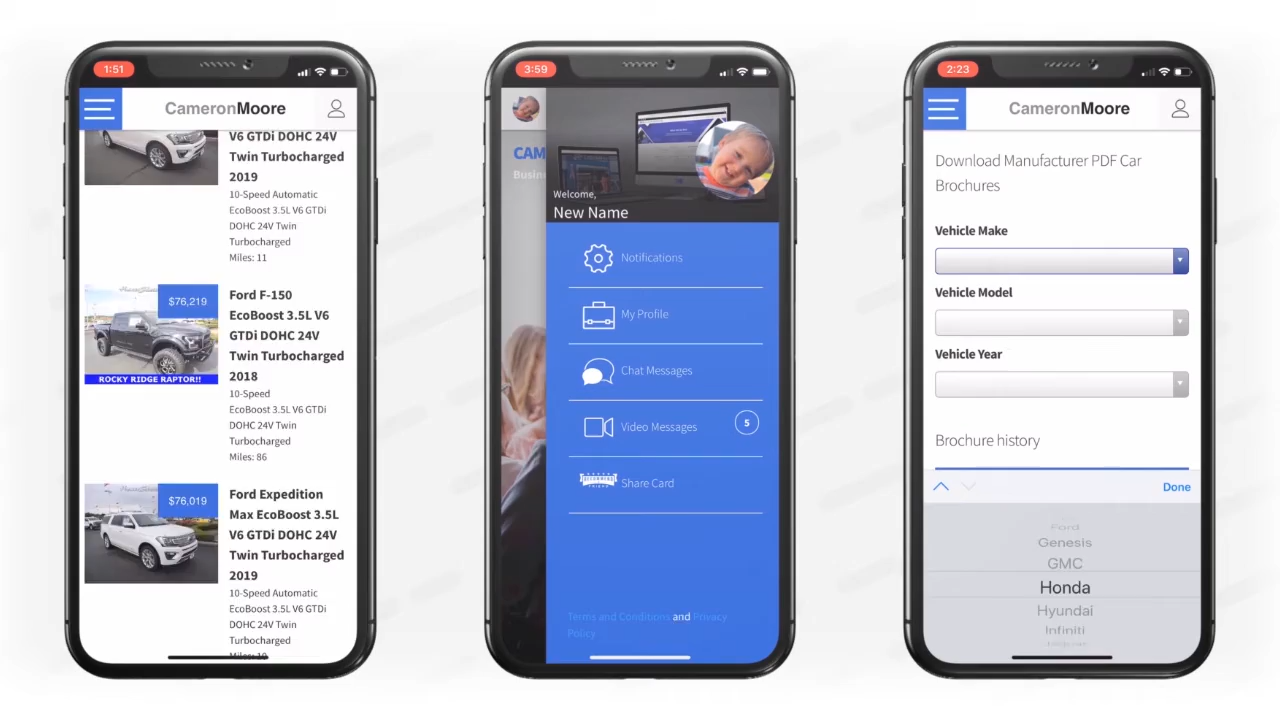 1:51
CameronMoore
V6 GTDi DOHC 24V
Twin Turbocharged
2019
10-Speed Automatic
EcoBoost 3.5L V6 GTDi
DOHC 24V Twin
Turbocharged
Miles: 11
$76,219
ROCKY RIDGE RAPTOR!!
Ford F-150
EcoBoost 3.5L V6
GTDi DOHC 24V
Twin Turbocharged
2018
10-Speed
EcoBoost 3.5L V6 GTDi
DOHC 24V Twin
Turbocharged
Miles: 86
$76,019
Ford Expedition
Max EcoBoost 3.5L
V6 GTDi DOHC 24V
Twin Turbocharged
2019
10-Speed Automatic
EcoBoost 3.5L V6 GTDi
DOHC 24V Twin
Turbocharged
Miles: 10
3:59
CAM
Busin
Welcome,
New Name
Notifications
My Profile
Chat Messages
Video Messages
5
RECOMMEND
Share Card
Terms and Conditions and Privacy
Policy
2:23
CameronMoore
Download Manufacturer PDF Car
Brochures
Vehicle Make
Vehicle Model
Vehicle Year
Brochure history
Done
Ford
Genesis
GMC
Honda
Hyundai
Infiniti